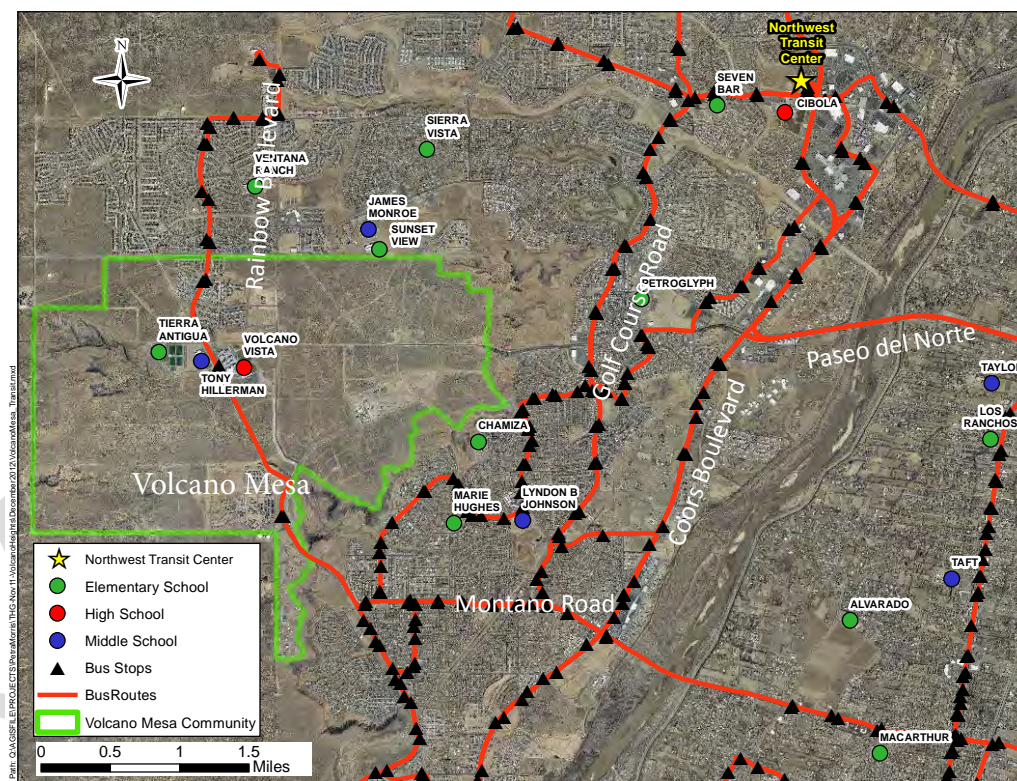 N
Northwest
Transit
Center
SEVEN
BAR
CIBOLA
SIERRA
VISTA
VENTANA
RANCH
Rainbow Boulevard
JAMES
MONROE
SUNSET
VIEW
Golf Course Road
PETROGLYPH
Paseo del Norte
TIERRA
ANTIGUA
VOLCANO
VISTA
TONY
HILLERMAN
TAYLOR
LOS
RANCHOS
CHAMIZA
Coors Boulevard
Volcano Mesa
MARIE
HUGHES
LYNDON B
JOHNSON
TAFT
Montano Road
ALVARADO
MACARTHUR
Northwest Transit Center
Elementary School
High School
Middle School
Bus Stops
BusRoutes
Volcano Mesa Community
0 0.5 1 1.5
Miles